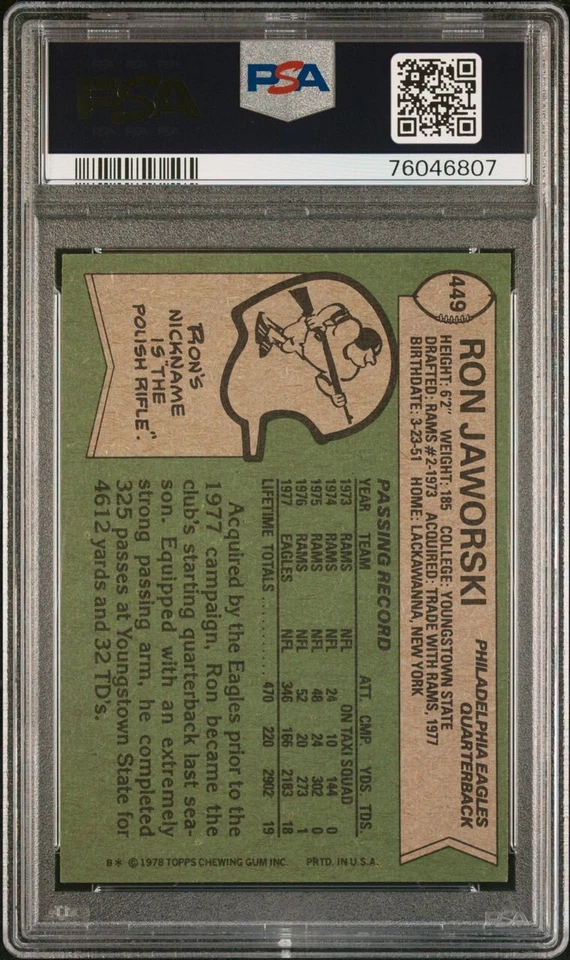 PSA
PSA
76046807
449
RON JAWORSKI
PHILADELPHIA EAGLES
QUARTERBACK
HEIGHT: 6'2" WEIGHT: 185 COLLEGE: YOUNGSTOWN STATE
DRAFTED: RAMS #2-1973 ACQUIRED: TRADE WITH RAMS, 1977
BIRTHDATE: 3-23-51 HOME: LACKAWANNA, NEW YORK
RON'S
NICKNAME
IS THE
"POLISH RIFLE".
PASSING RECORD
YEAR TEAM ATT. CMP. YDS. TDS.
1973 RAMS NFL ON TAXI SQUAD
1974 RAMS NFL 24 10 144 0
1975 RAMS NFL 48 24 302 0
1976 RAMS NFL 52 20 273 1
1977 EAGLES NFL 346 166 2183 18
LIFETIME TOTALS .......... 470 220 2902 19
Acquired by the Eagles prior to the
1977 campaign, Ron became the
club's starting quarterback last sea-
son. Equipped with an extremely
strong passing arm, he completed
325 passes at Youngstown State for
4612 yards and 32 TD's.
B* © 1978 TOPPS CHEWING GUM INC. PRTD. IN U.S.A.
PSA